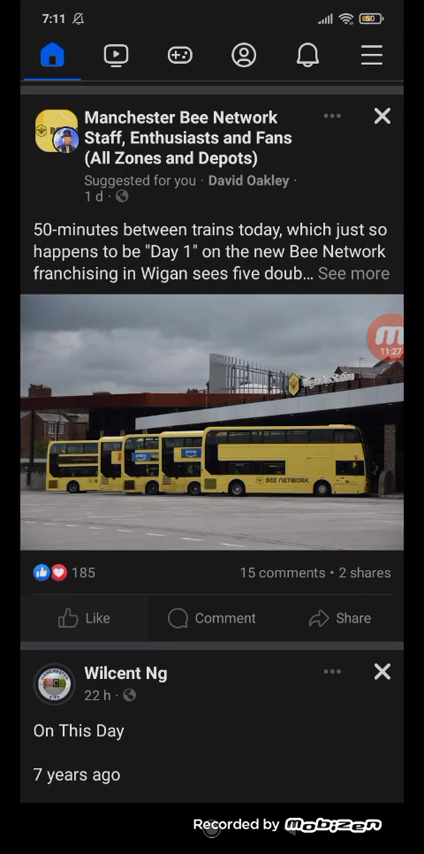 7:11
50
Manchester Bee Network
Staff, Enthusiasts and Fans
(All Zones and Depots)
Suggested for you · David Oakley ·
1 d ·
50-minutes between trains today, which just so
happens to be "Day 1" on the new Bee Network
franchising in Wigan sees five doub... See more
11:27
BEE NETWORK
185
15 comments • 2 shares
Like
Comment
Share
Wilcent Ng
22 h ·
On This Day
7 years ago
Recorded by mobizen